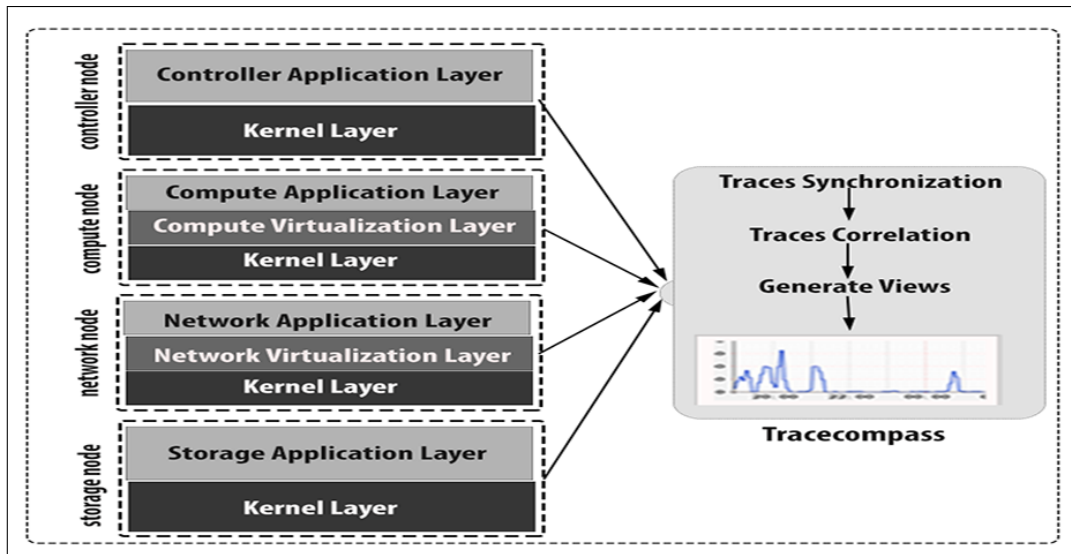 controller node
Controller Application Layer
Kernel Layer
compute node
Compute Application Layer
Compute Virtualization Layer
Kernel Layer
network node
Network Application Layer
Network Virtualization Layer
Kernel Layer
storage node
Storage Application Layer
Kernel Layer
Traces Synchronization
Traces Correlation
Generate Views
20:00
22:00
00:00
Tracecompass